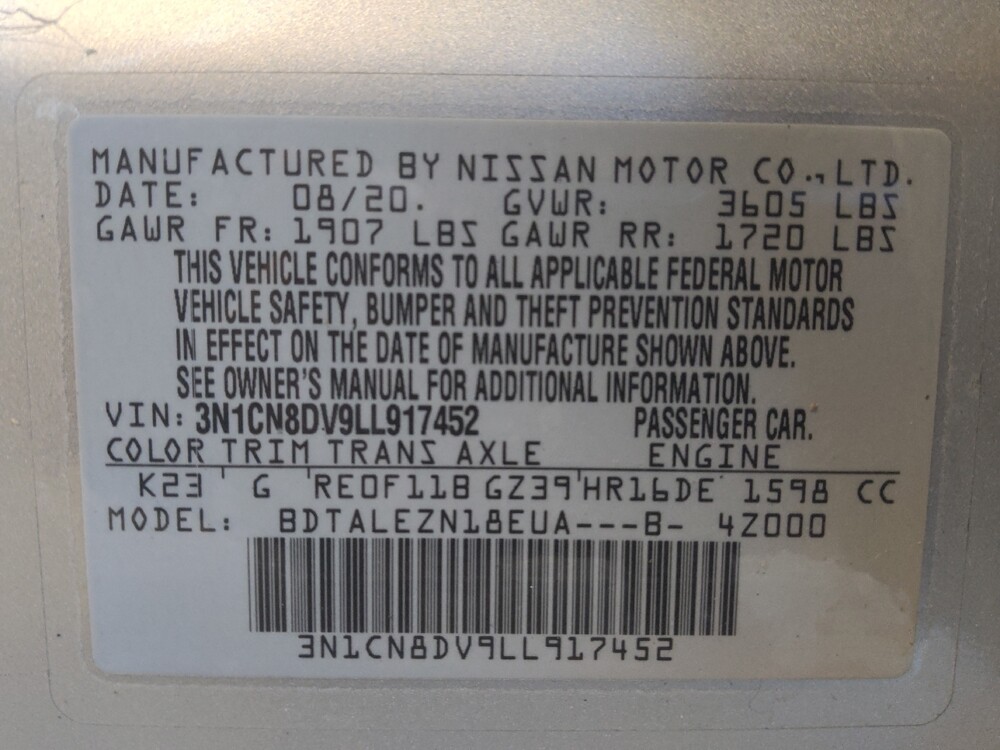 MANUFACTURED BY NISSAN MOTOR CO., LTD.
DATE: 08/20. GVWR: 3605 LBS
GAWR FR: 1907 LBS GAWR RR: 1720 LBS
THIS VEHICLE CONFORMS TO ALL APPLICABLE FEDERAL MOTOR
VEHICLE SAFETY, BUMPER AND THEFT PREVENTION STANDARDS
IN EFFECT ON THE DATE OF MANUFACTURE SHOWN ABOVE.
SEE OWNER'S MANUAL FOR ADDITIONAL INFORMATION.
VIN: 3N1CN8DV9LL917452 PASSENGER CAR.
COLOR TRIM TRANS AXLE ENGINE
K23 G RE0F11B GZ39 HR16DE 1598 CC
MODEL: BDTALEZN18EUA---B- 4Z000
3N1CN8DV9LL917452